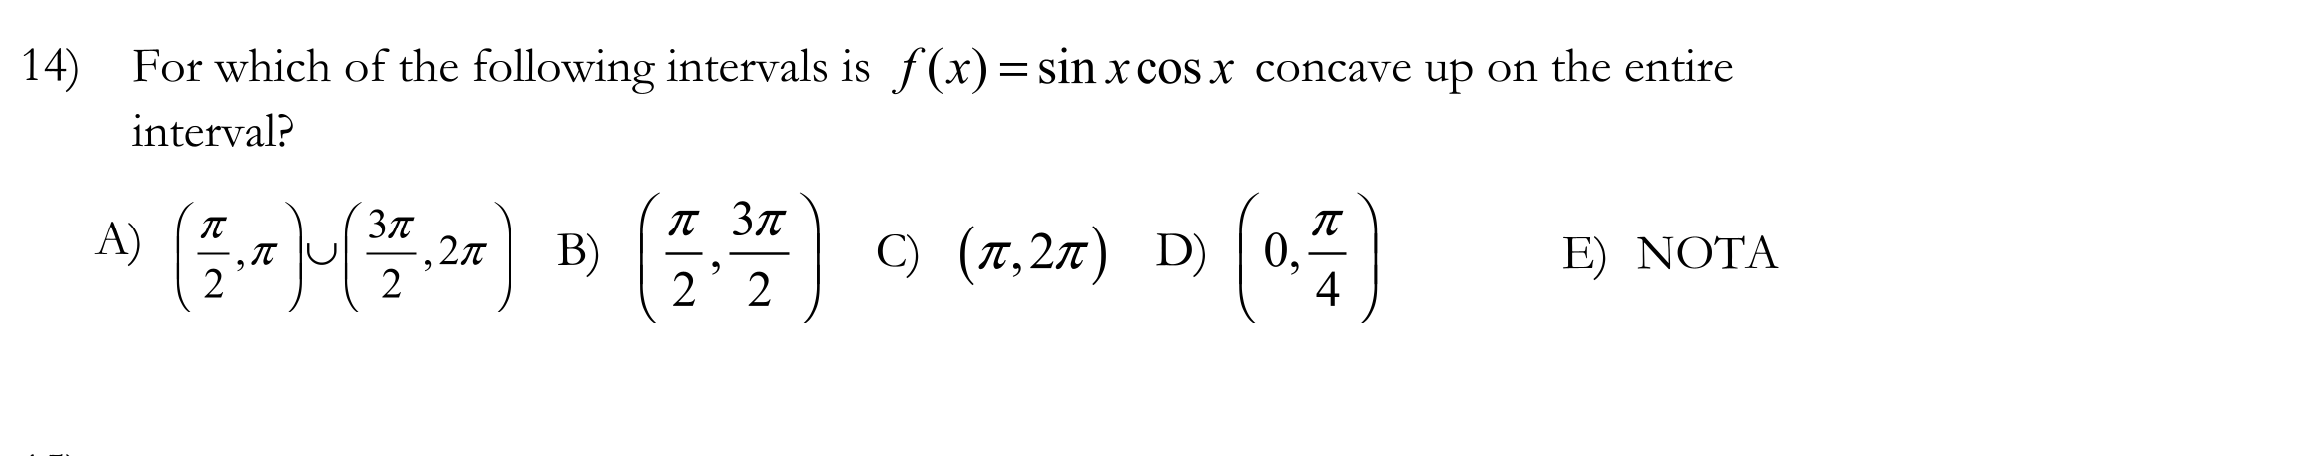 14) For which of the following intervals is f(x) = sin x cos x concave up on the entire
interval?
A) (π/2, π) ∪ (3π/2, 2π) B) (π/2, 3π/2) C) (π, 2π) D) (0, π/4) E) NOTA